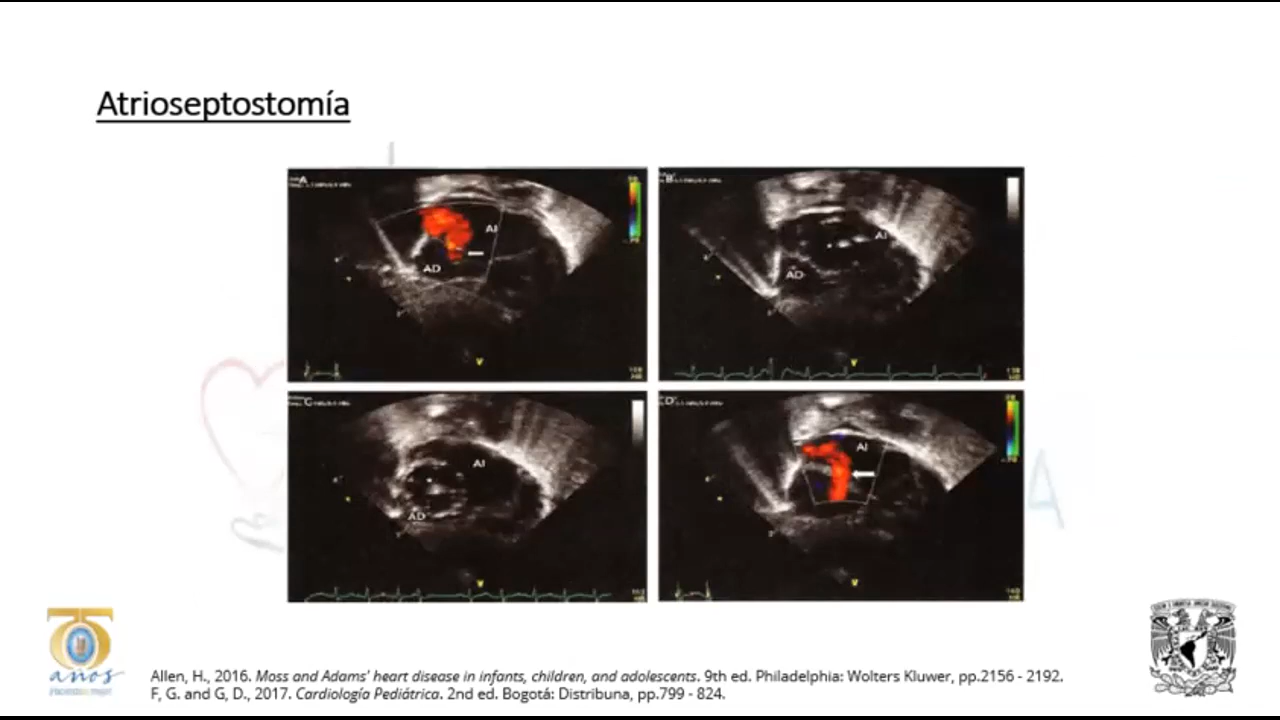 Atrioseptostomía
A
AI
AD
B
AI
AD
C
AI
AD
D
AI
V
V
V
V
años
Allen, H., 2016. Moss and Adams' heart disease in infants, children, and adolescents. 9th ed. Philadelphia: Wolters Kluwer, pp.2156 - 2192.
F, G. and G, D., 2017. Cardiología Pediátrica. 2nd ed. Bogotá: Distribuna, pp.799 - 824.